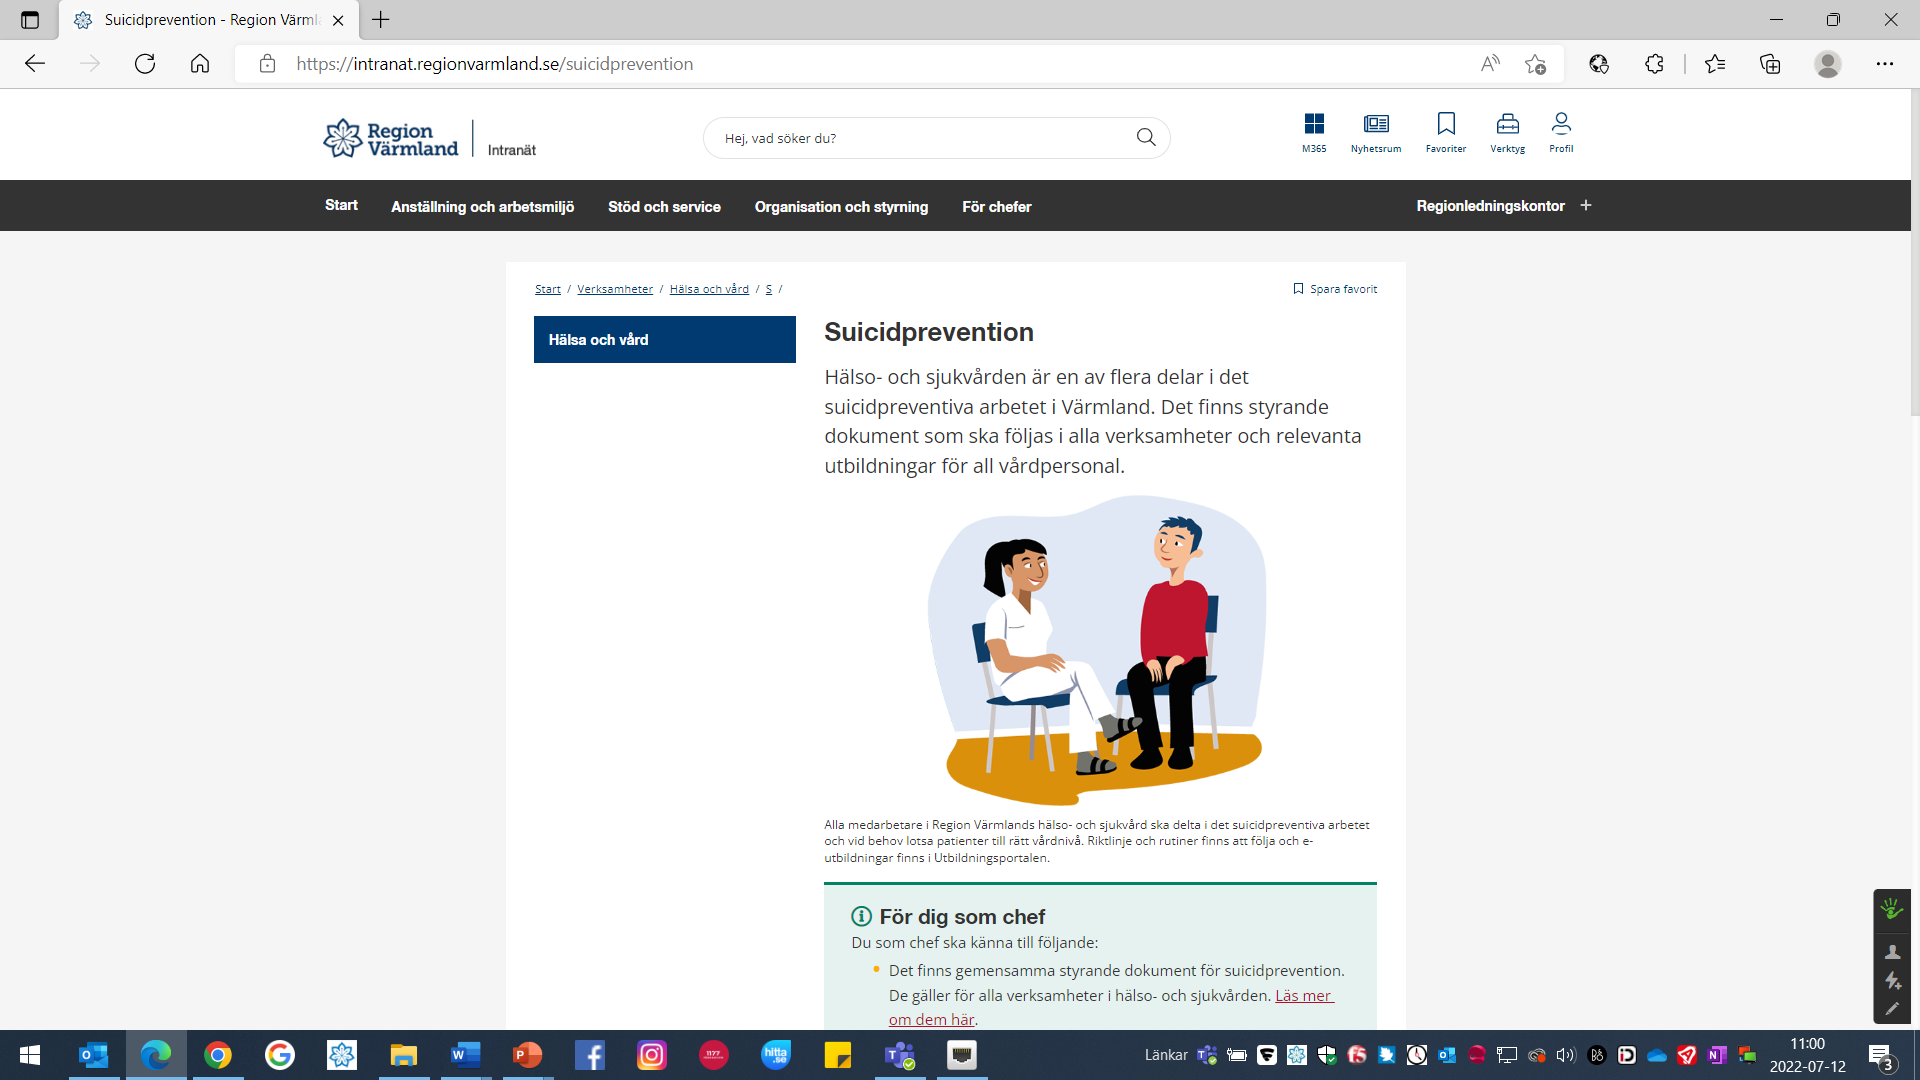 Suicidprevention - Region Värml
https://intranat.regionvarmland.se/suicidprevention
Region
Värmland
Intranät
Hej, vad söker du?
M365
Nyhetsrum
Favoriter
Verktyg
Profil
Start
Anställning och arbetsmiljö
Stöd och service
Organisation och styrning
För chefer
Regionledningskontor +
Start / Verksamheter / Hälsa och vård / S /
Spara favorit
Hälsa och vård
Suicidprevention
Hälso- och sjukvården är en av flera delar i det
suicidpreventiva arbetet i Värmland. Det finns styrande
dokument som ska följas i alla verksamheter och relevanta
utbildningar för all vårdpersonal.
Alla medarbetare i Region Värmlands hälso- och sjukvård ska delta i det suicidpreventiva arbetet
och vid behov lotsa patienter till rätt vårdnivå. Riktlinje och rutiner finns att följa och e-
utbildningar finns i Utbildningsportalen.
För dig som chef
Du som chef ska känna till följande:
• Det finns gemensamma styrande dokument för suicidprevention.
De gäller för alla verksamheter i hälso- och sjukvården. Läs mer
om dem här.
1177
hitta.se
Länkar
11:00
2022-07-12
3